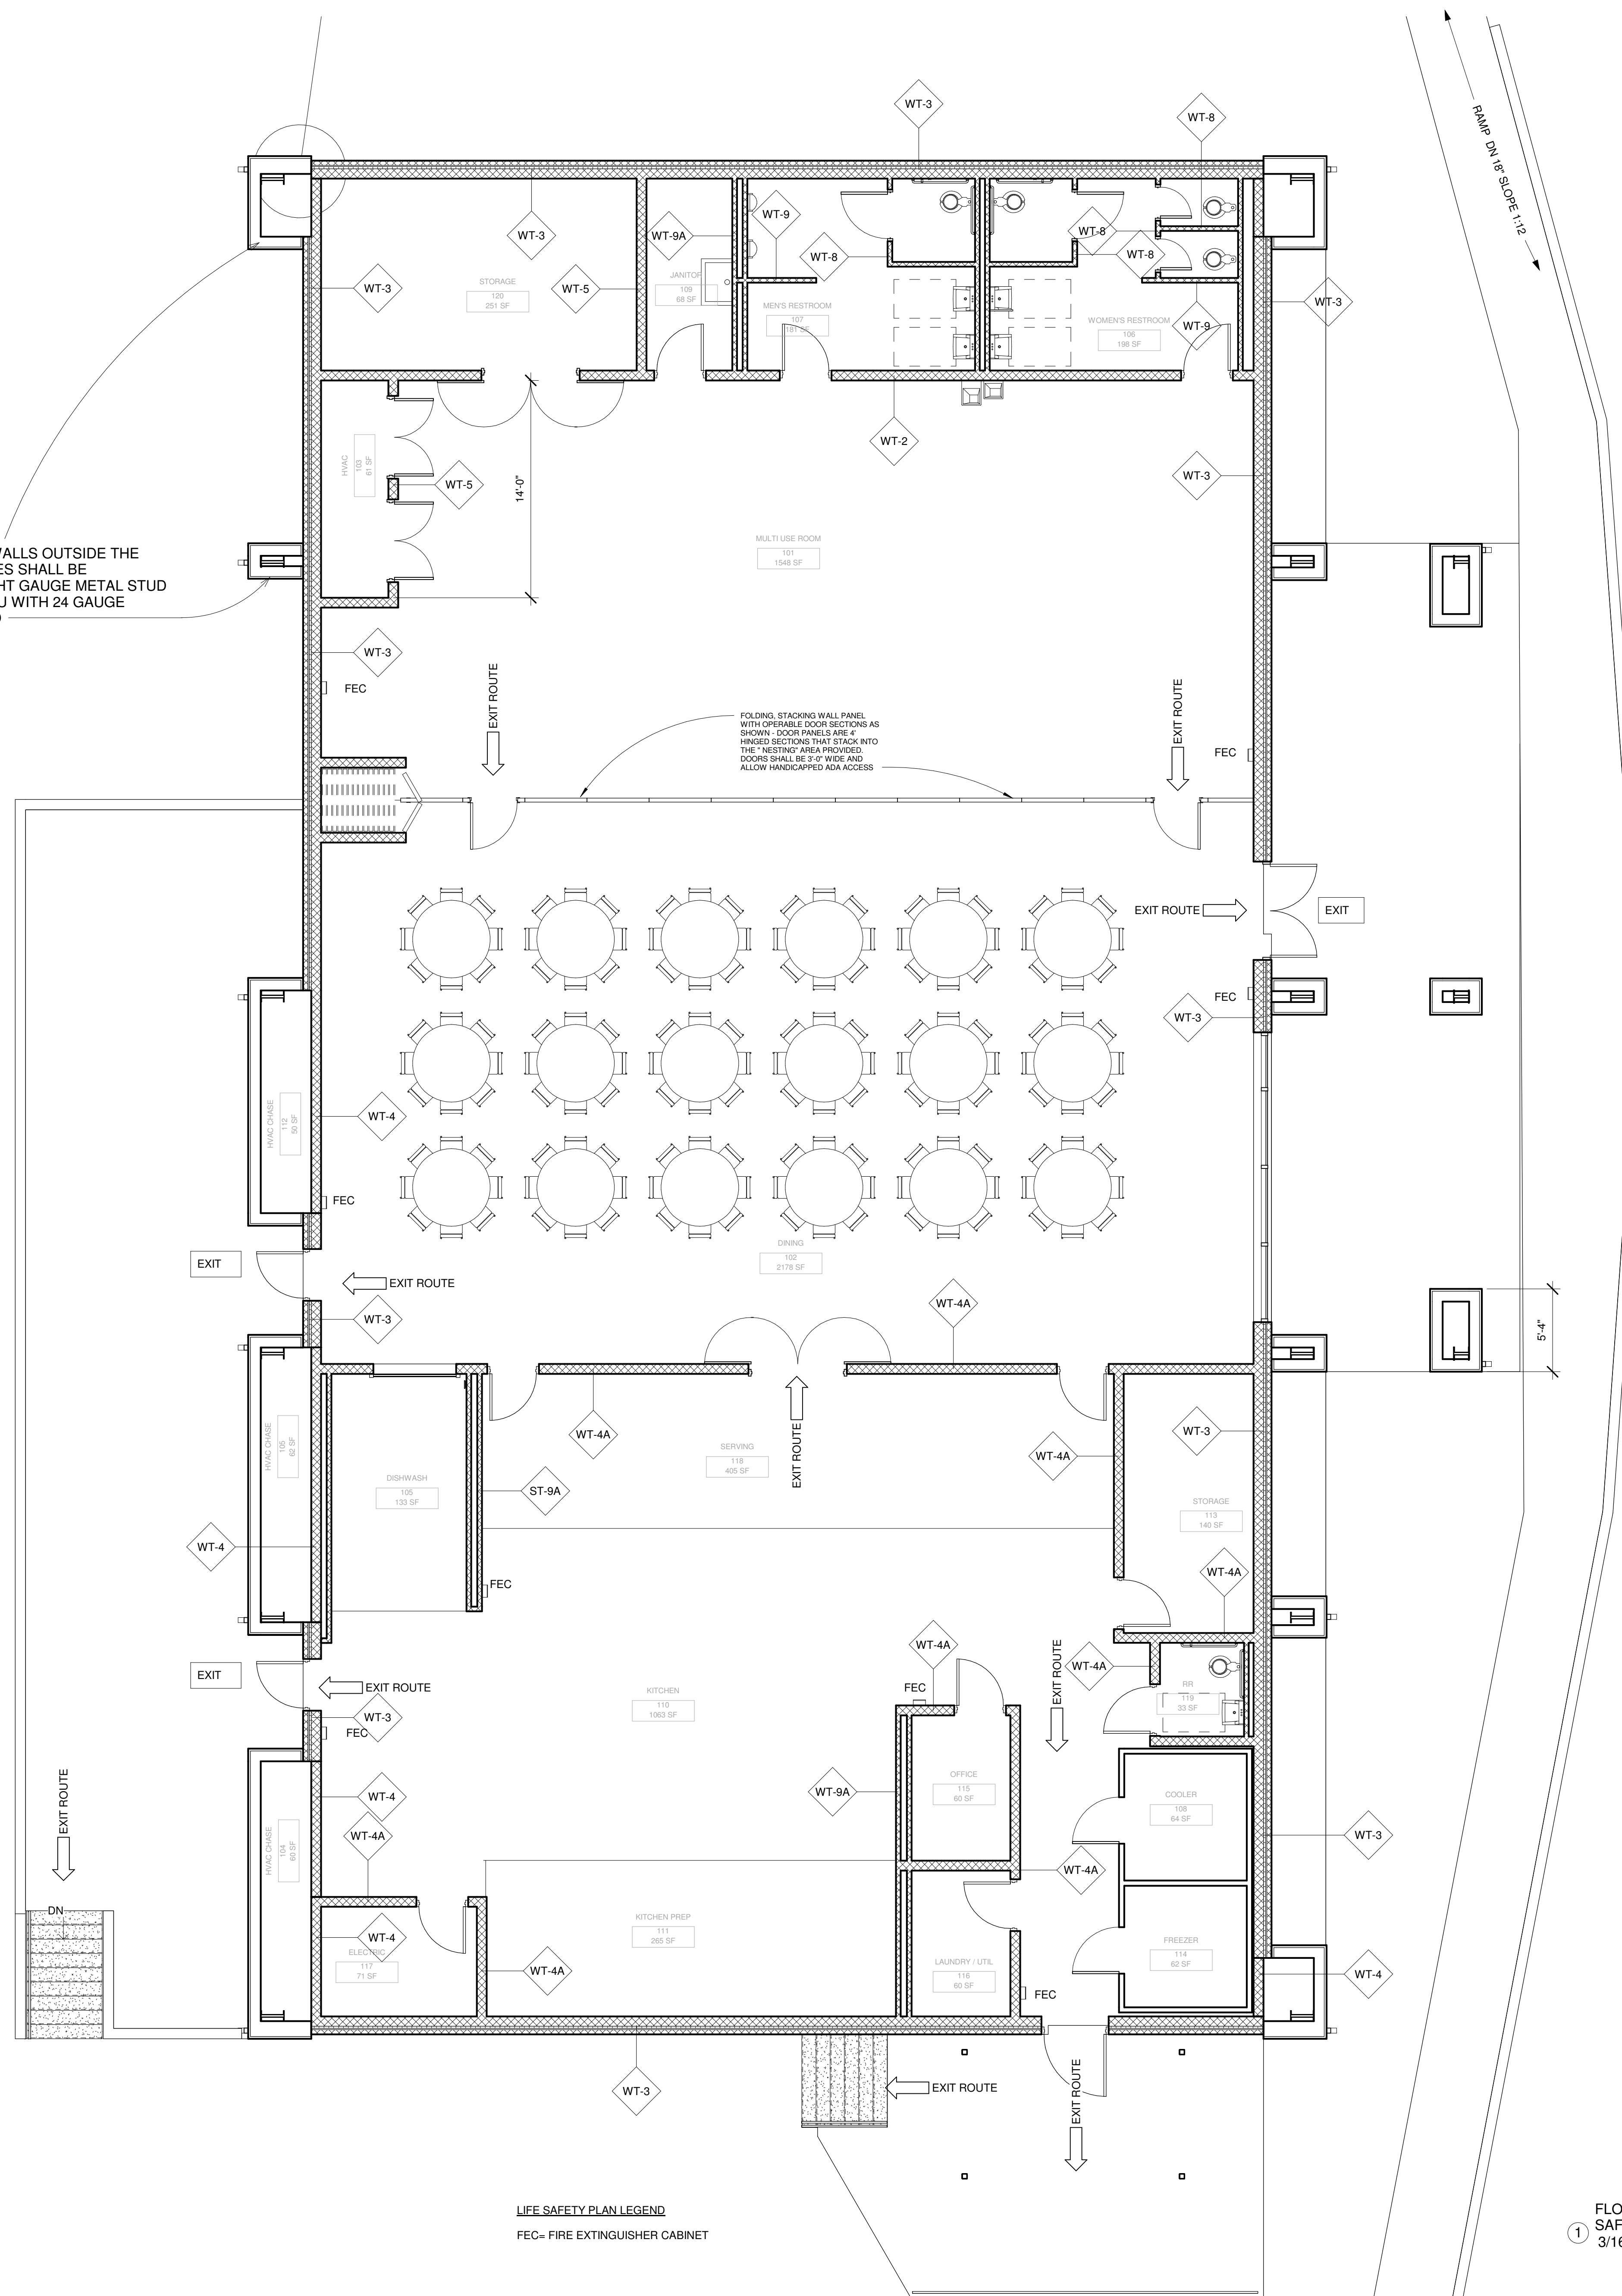 RAMP DN 18" SLOPE 1:12
WT-3
WT-8
WT-3
WT-9A
WT-9
WT-8
WT-8
WT-8
WT-3
STORAGE
120
251 SF
WT-5
JANITOR
109
68 SF
MEN'S RESTROOM
107
181 SF
WOMEN'S RESTROOM
106
198 SF
WT-9
WT-3
WT-2
HVAC
103
61 SF
WT-5
14'-0"
WT-3
MULTI USE ROOM
101
1548 SF
ALLS OUTSIDE THE
ES SHALL BE
HT GAUGE METAL STUD
U WITH 24 GAUGE
WT-3
FEC
EXIT ROUTE
EXIT ROUTE
FOLDING, STACKING WALL PANEL
WITH OPERABLE DOOR SECTIONS AS
SHOWN - DOOR PANELS ARE 4'
HINGED SECTIONS THAT STACK INTO
THE " NESTING" AREA PROVIDED.
DOORS SHALL BE 3'-0" WIDE AND
ALLOW HANDICAPPED ADA ACCESS
FEC
EXIT ROUTE
EXIT
FEC
WT-3
HVAC CHASE
112
50 SF
WT-4
FEC
DINING
102
2178 SF
EXIT
EXIT ROUTE
WT-3
WT-4A
5'-4"
HVAC CHASE
105
62 SF
WT-4A
SERVING
118
405 SF
EXIT ROUTE
WT-4A
WT-3
DISHWASH
105
133 SF
ST-9A
STORAGE
113
140 SF
WT-4
FEC
WT-4A
EXIT
EXIT ROUTE
WT-3
FEC
KITCHEN
110
1063 SF
WT-4A
FEC
EXIT ROUTE
WT-4A
RR
119
33 SF
WT-4
WT-4A
WT-9A
OFFICE
115
60 SF
COOLER
108
64 SF
WT-3
HVAC CHASE
104
60 SF
EXIT ROUTE
DN
WT-4A
WT-4
ELECTRIC
117
71 SF
KITCHEN PREP
111
265 SF
WT-4A
LAUNDRY / UTIL
116
60 SF
FREEZER
114
62 SF
WT-4
FEC
WT-3
EXIT ROUTE
EXIT ROUTE
LIFE SAFETY PLAN LEGEND
FEC= FIRE EXTINGUISHER CABINET
1
FLO
SAF
3/16